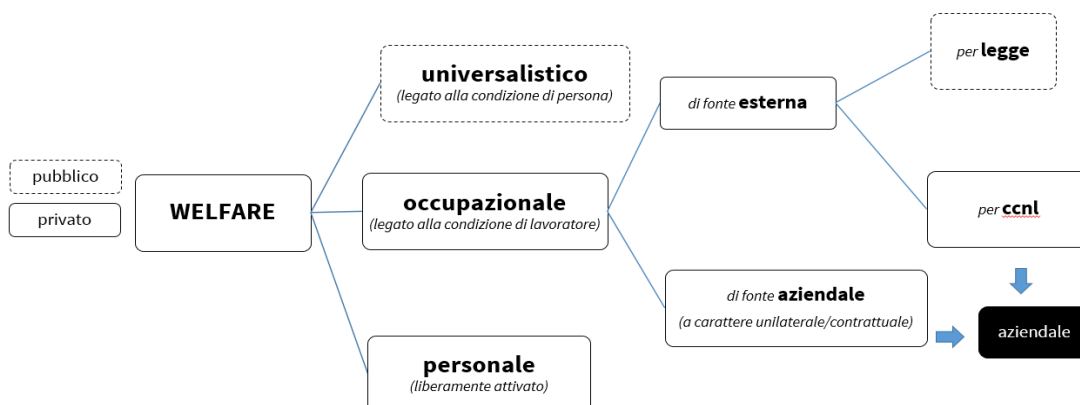 pubblico
privato
WELFARE
universalistico
(legato alla condizione di persona)
occupazionale
(legato alla condizione di lavoratore)
personale
(liberamente attivato)
di fonte esterna
di fonte aziendale
(a carattere unilaterale/contrattuale)
per legge
per ccnl
aziendale